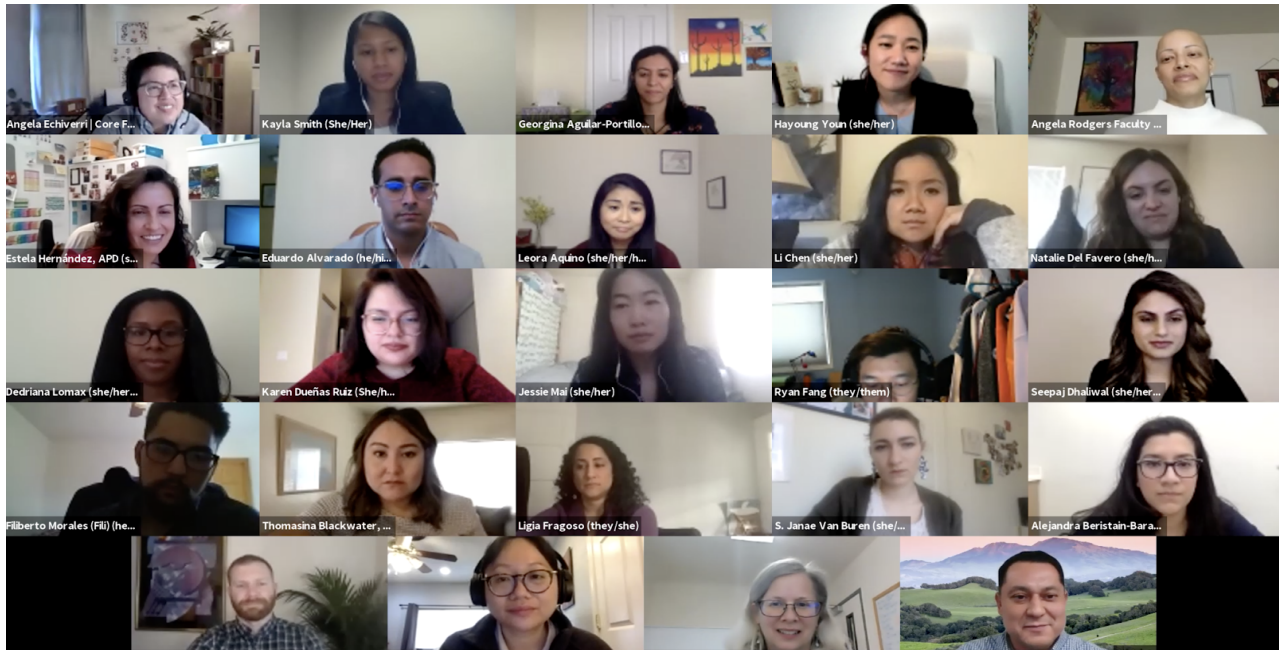 Angela Echiverri | Core F...
Kayla Smith (She/Her)
Georgina Aguilar-Portillo...
Hayoung Youn (she/her)
Angela Rodgers Faculty ...
Estela Hernández, APD (s...
Eduardo Alvarado (he/hi...
Leora Aquino (she/her/h...
Li Chen (she/her)
Natalie Del Favero (she/h...
Dedriana Lomax (she/her...
Karen Dueñas Ruiz (She/h...
Jessie Mai (she/her)
Ryan Fang (they/them)
Seepaj Dhaliwal (she/her...
Filiberto Morales (Fili) (he...
Thomasina Blackwater, ...
Ligia Fragoso (they/she)
S. Janae Van Buren (she/...
Alejandra Beristain-Bara...